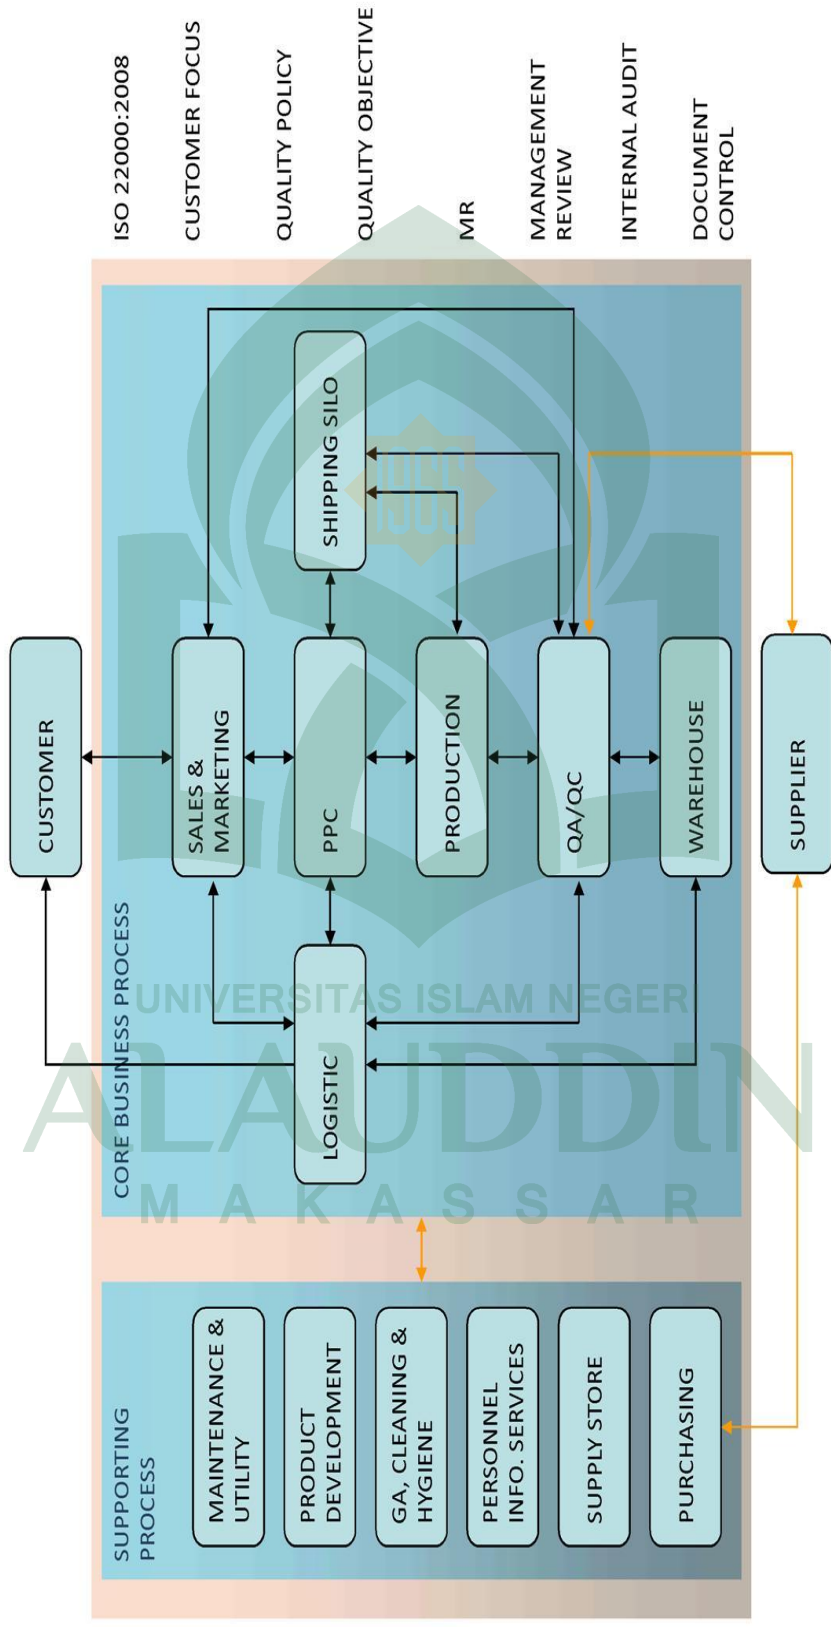 SUPPORTING
PROCESS
MAINTENANCE &
UTILITY
PRODUCT
DEVELOPMENT
GA, CLEANING &
HYGIENE
PERSONNEL
INFO. SERVICES
SUPPLY STORE
PURCHASING
CORE BUSINESS PROCESS
CUSTOMER
SALES &
MARKETING
LOGISTIC
PPC
SHIPPING SILO
PRODUCTION
QA/QC
WAREHOUSE
SUPPLIER
ISO 22000:2008
CUSTOMER FOCUS
QUALITY POLICY
QUALITY OBJECTIVE
MR
MANAGEMENT
REVIEW
INTERNAL AUDIT
DOCUMENT
CONTROL
1965
UNIVERSITAS ISLAM NEGERI
ALAUDDIN
MAKASSAR